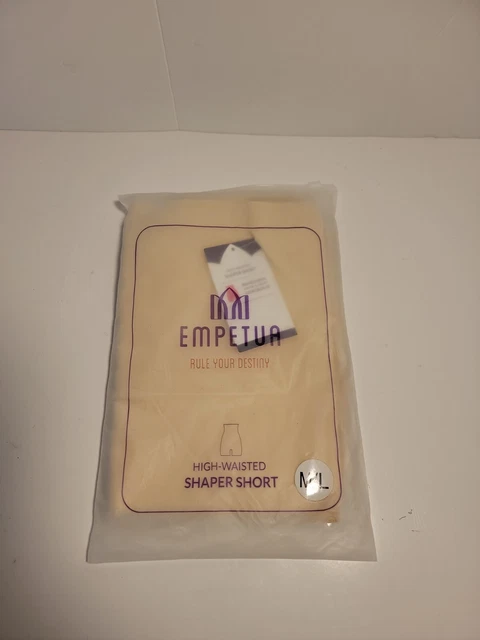 EMPETUA
RULE YOUR DESTINY
HIGH-WAISTED
SHAPER SHORT
M/L